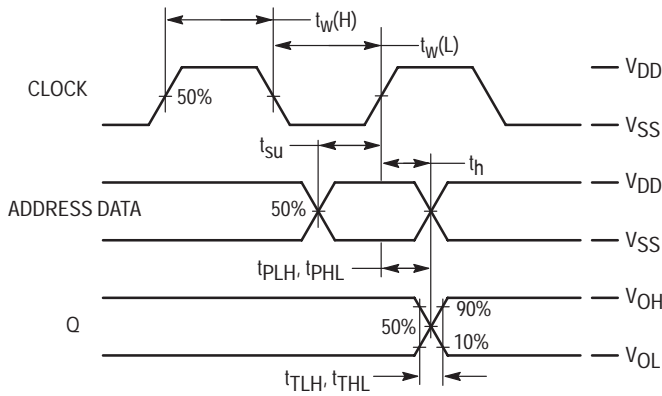 tW(H)
tW(L)
VDD
CLOCK
50%
VSS
tsu
th
VDD
ADDRESS DATA
50%
VSS
tPLH, tPHL
VOH
90%
Q
50%
10%
VOL
tTLH, tTHL